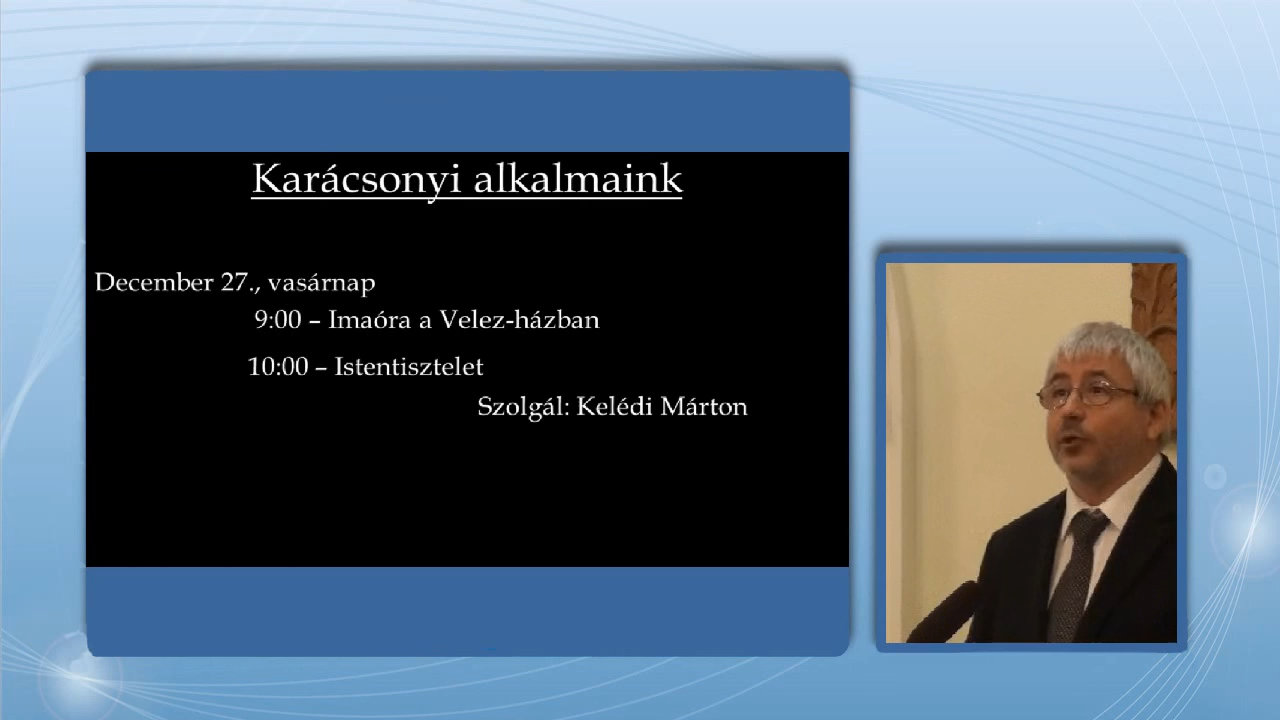 Karácsonyi alkalmaink
December 27., vasárnap
9:00 – Imaóra a Velez-házban
10:00 – Istentisztelet
Szolgál: Kelédi Márton